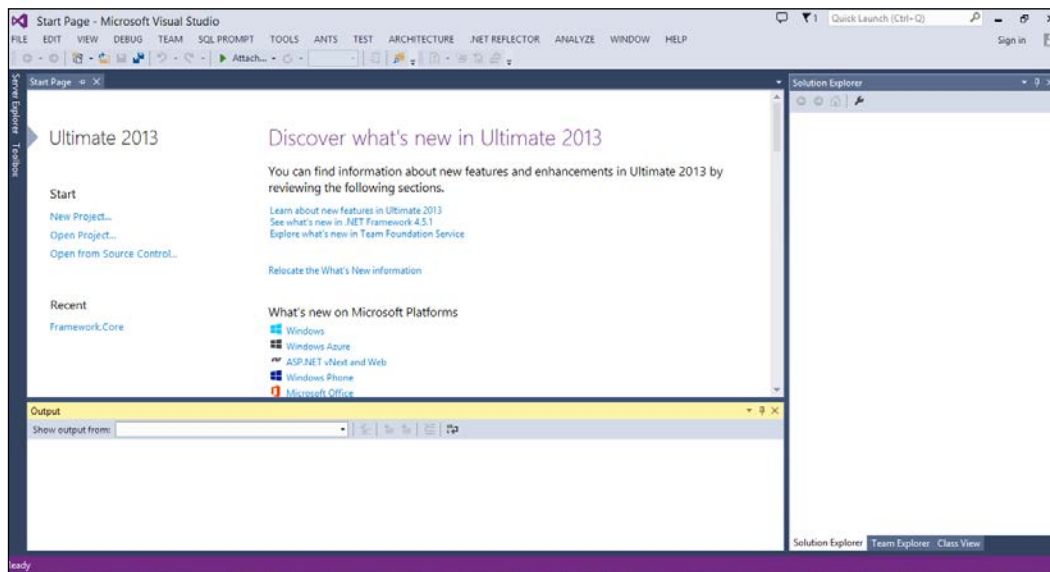 Start Page - Microsoft Visual Studio
1
Quick Launch (Ctrl+Q)
FILE EDIT VIEW DEBUG TEAM SQL PROMPT TOOLS ANTS TEST ARCHITECTURE .NET REFLECTOR ANALYZE WINDOW HELP
Sign in
Attach...
Server Explorer
Toolbox
Start Page
Ultimate 2013
Start
New Project...
Open Project...
Open from Source Control...
Recent
Framework.Core
Discover what's new in Ultimate 2013
You can find information about new features and enhancements in Ultimate 2013 by
reviewing the following sections.
Learn about new features in Ultimate 2013
See what's new in .NET Framework 4.5.1
Explore what's new in Team Foundation Service
Relocate the What's New information
What's new on Microsoft Platforms
Windows
Windows Azure
ASP.NET vNext and Web
Windows Phone
Microsoft Office
Output
Show output from:
Solution Explorer
Solution Explorer Team Explorer Class View
eady